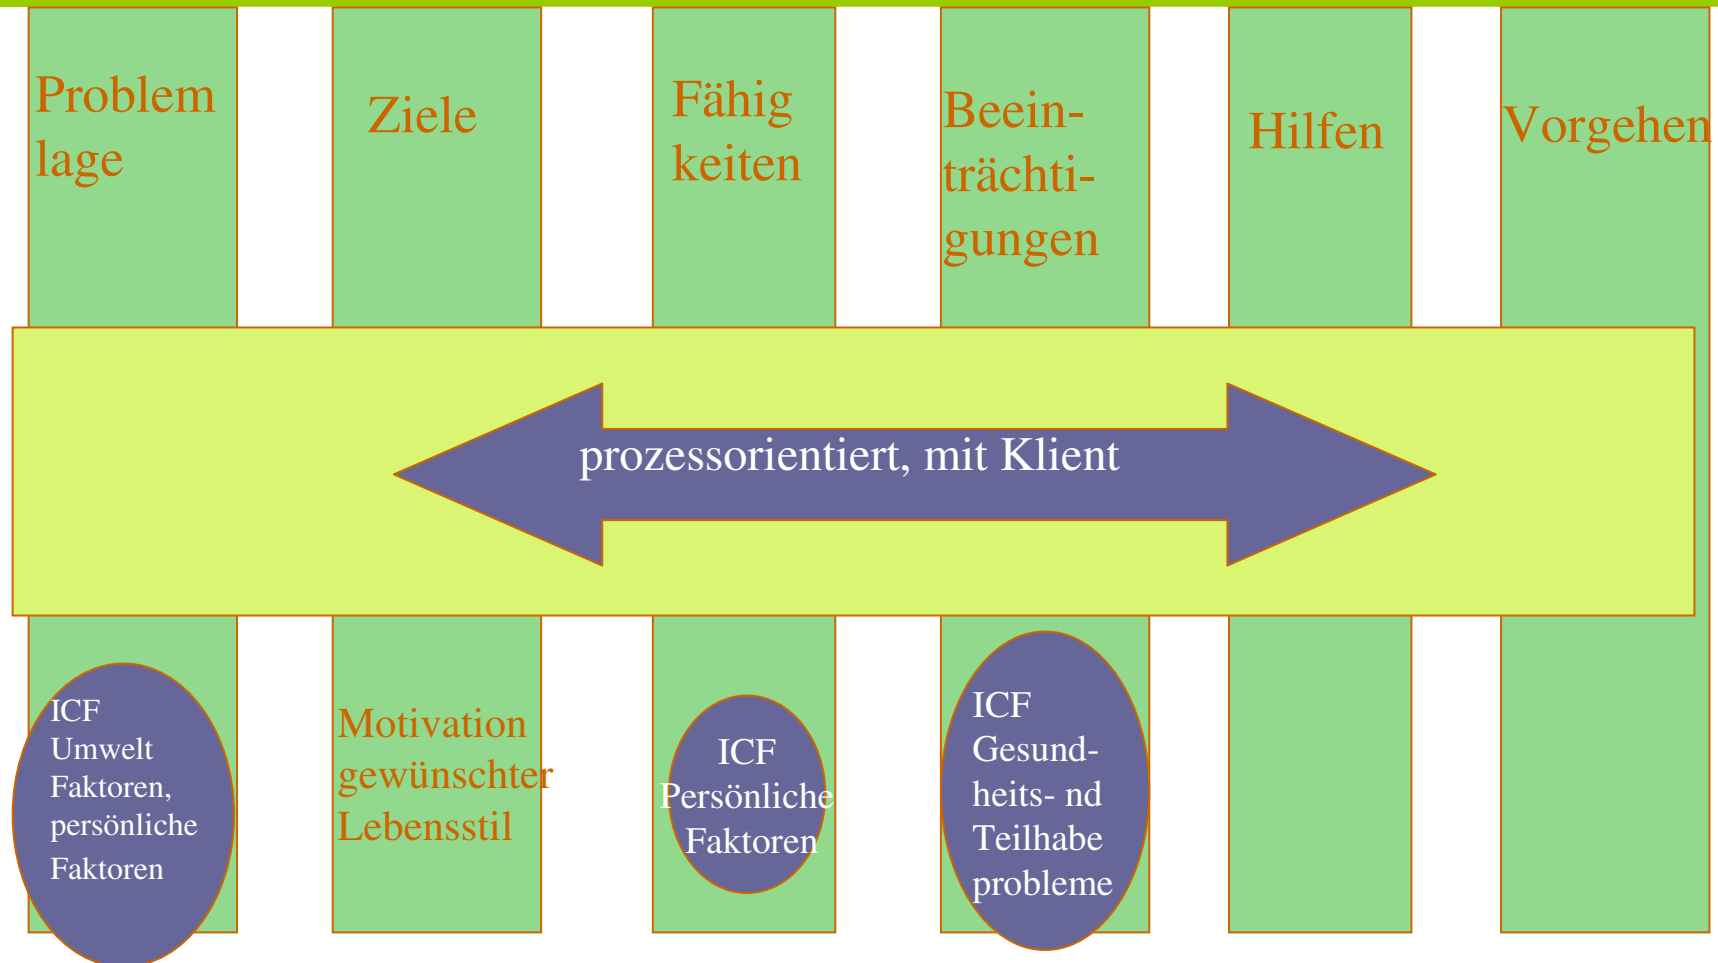 Problem
lage
Ziele
Fähig
keiten
Beein-
trächti-
gungen
Hilfen
Vorgehen
prozessorientiert, mit Klient
ICF
Umwelt
Faktoren,
persönliche
Faktoren
Motivation
gewünschter
Lebensstil
ICF
Persönliche
Faktoren
ICF
Gesund-
heits- nd
Teilhabe
probleme